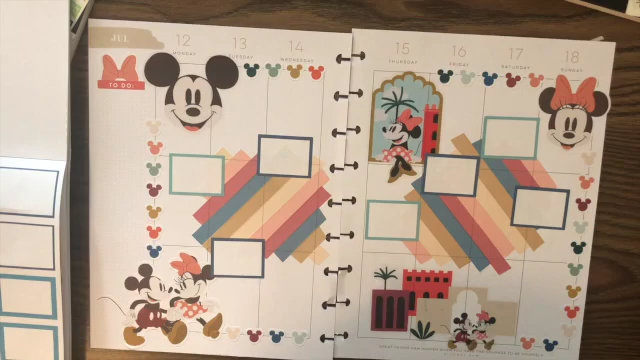 JUL
12 13 14
MONDAY TUESDAY WEDNESDAY
TO DO:
15 16 17 18
THURSDAY FRIDAY SATURDAY SUNDAY